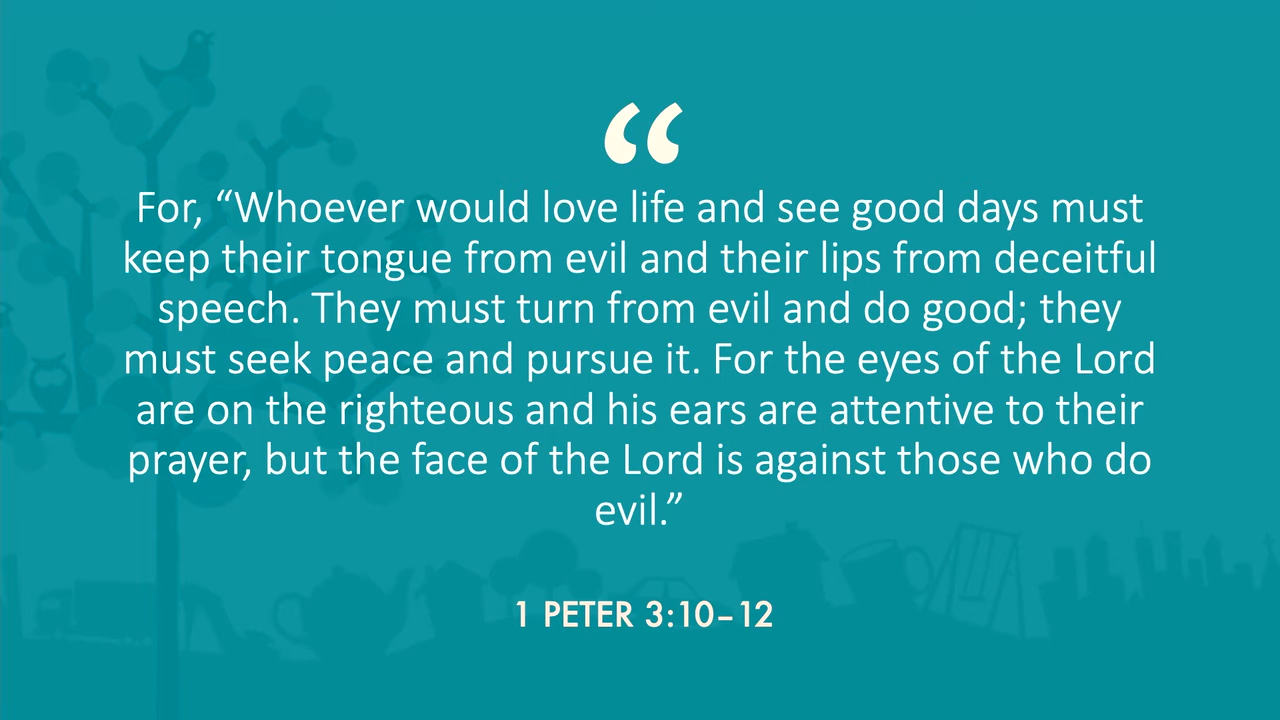 “
For, “Whoever would love life and see good days must
keep their tongue from evil and their lips from deceitful
speech. They must turn from evil and do good; they
must seek peace and pursue it. For the eyes of the Lord
are on the righteous and his ears are attentive to their
prayer, but the face of the Lord is against those who do
evil.”
1 PETER 3:10–12